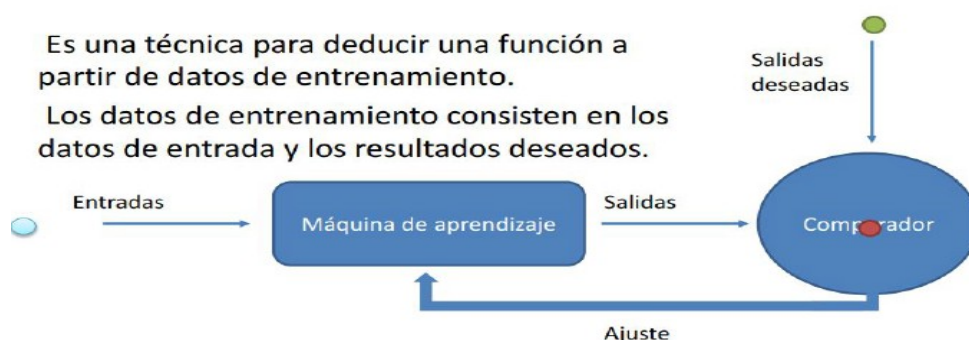 Es una técnica para deducir una función a
partir de datos de entrenamiento.
Los datos de entrenamiento consisten en los
datos de entrada y los resultados deseados.
Salidas
deseadas
Entradas
Máquina de aprendizaje
Salidas
Comparador
Ajuste